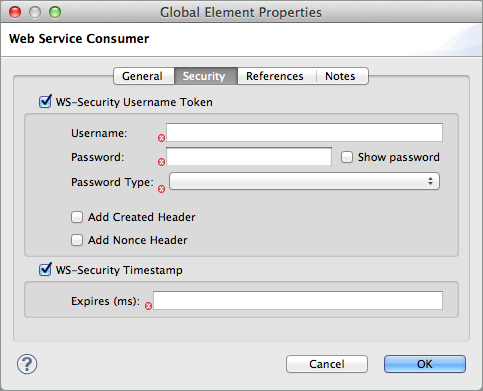 Global Element Properties
Web Service Consumer
General Security References Notes
WS-Security Username Token
Username:
Password: Show password
Password Type:
Add Created Header
Add Nonce Header
WS-Security Timestamp
Expires (ms):
? Cancel OK